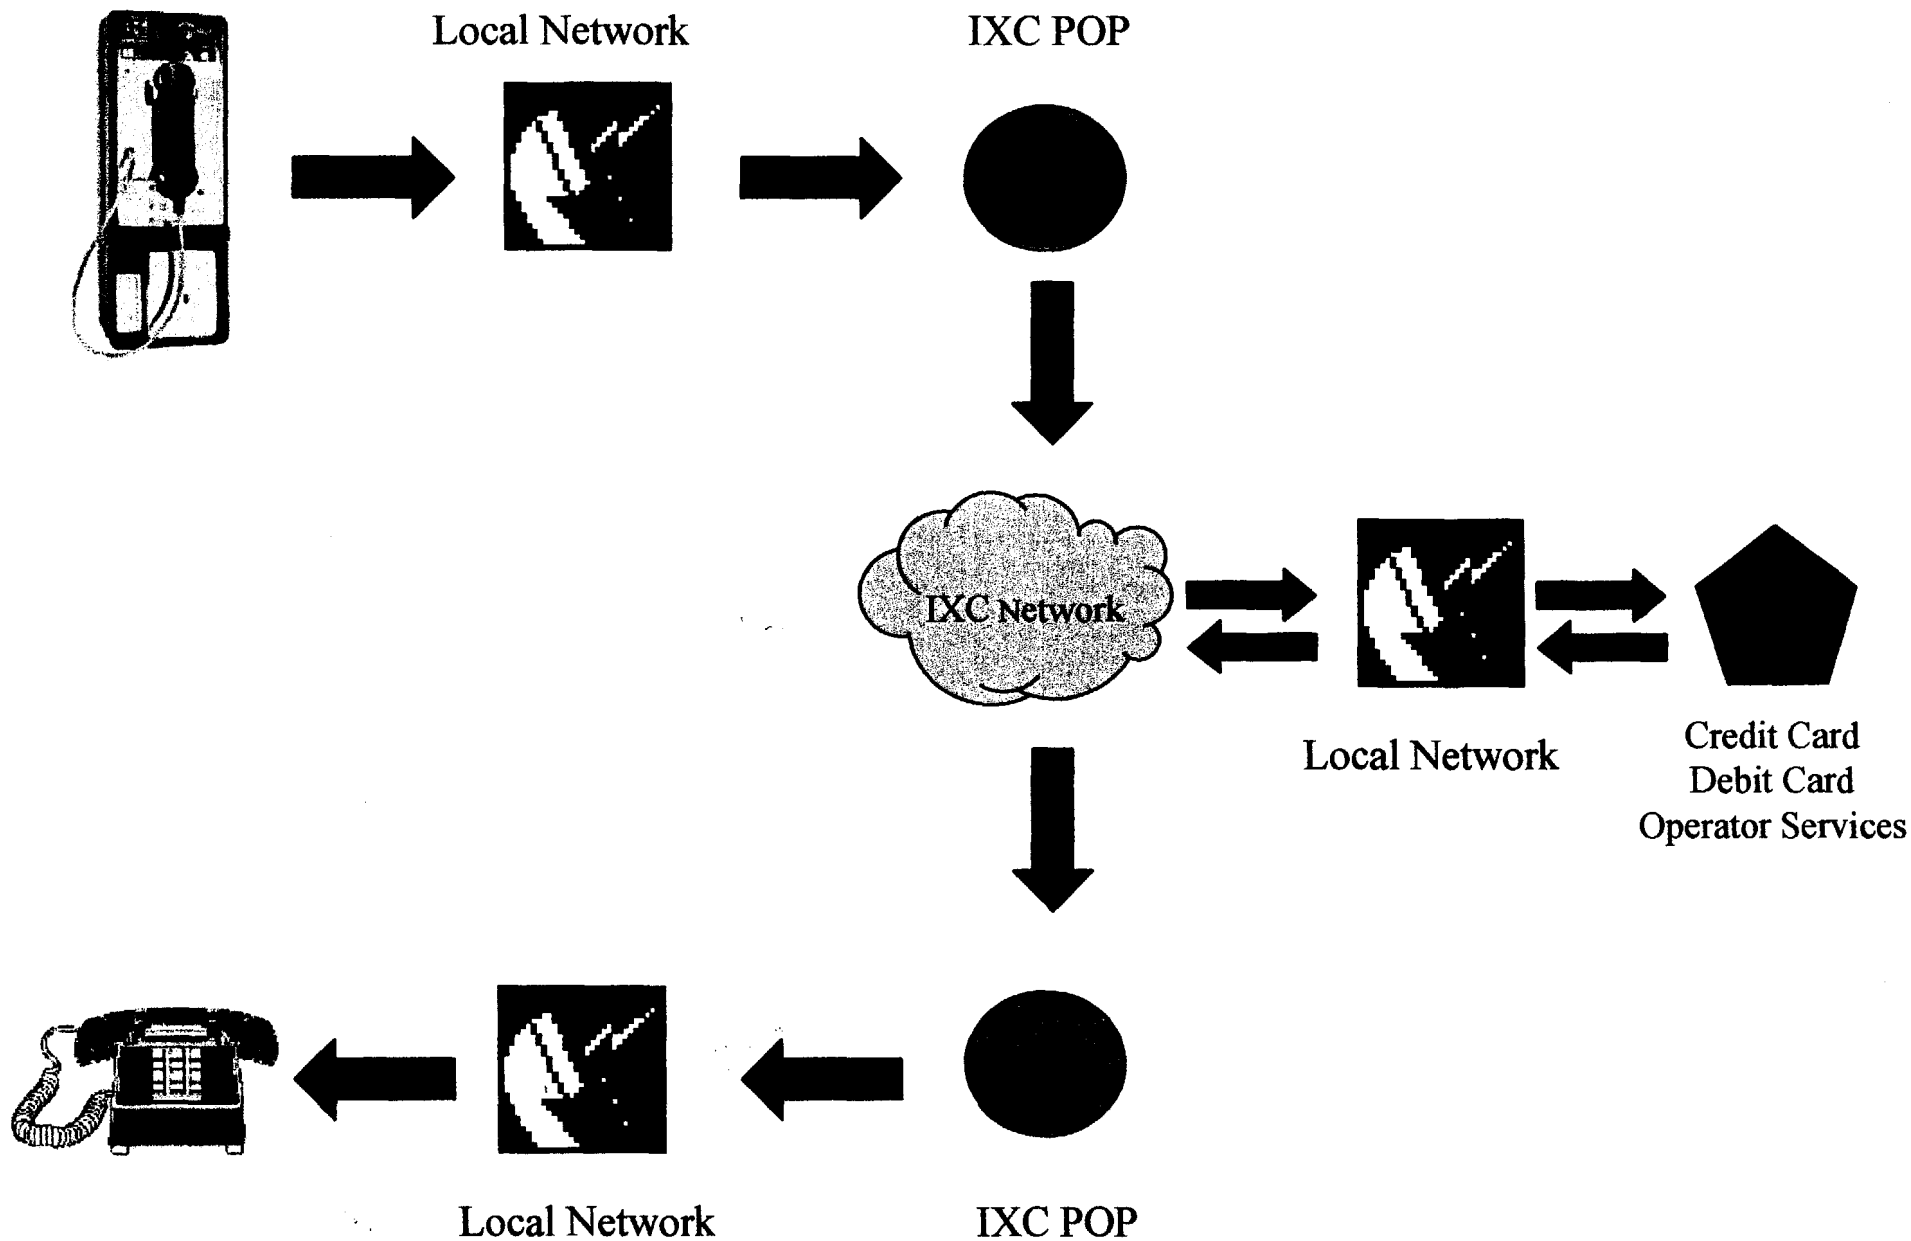 Local Network
IXC POP
IXC Network
Local Network
Credit Card
Debit Card
Operator Services
Local Network
IXC POP